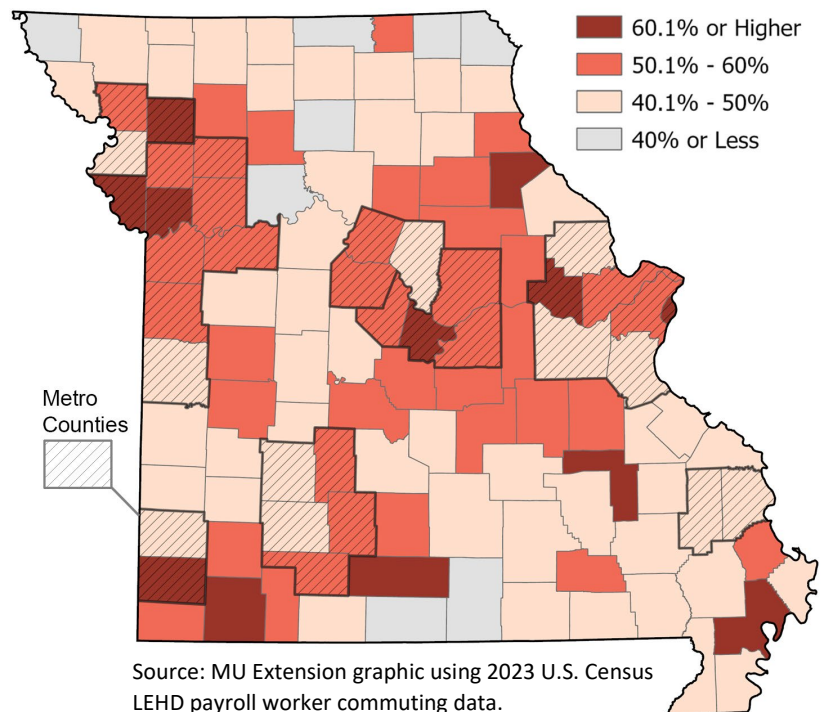 60.1% or Higher
50.1% - 60%
40.1% - 50%
40% or Less
Metro
Counties
Source: MU Extension graphic using 2023 U.S. Census
LEHD payroll worker commuting data.